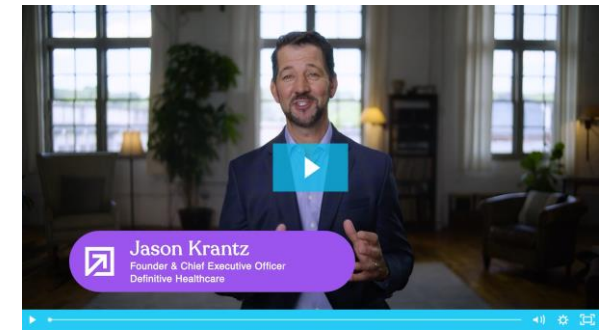 Jason Krantz
Founder & Chief Executive Officer
Definitive Healthcare